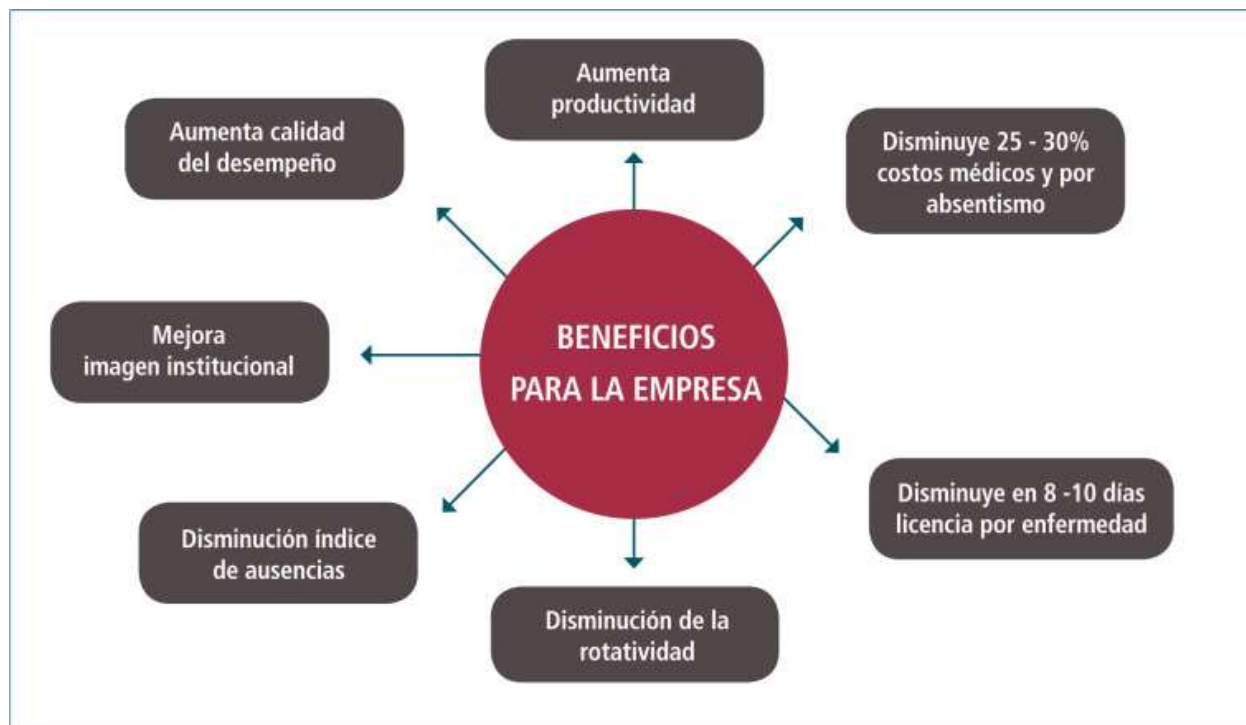 Aumenta
productividad
Aumenta calidad
del desempeño
Disminuye 25 - 30%
costos médicos y por
absentismo
Mejora
imagen institucional
BENEFICIOS
PARA LA EMPRESA
Disminuye en 8 -10 días
licencia por enfermedad
Disminución índice
de ausencias
Disminución de la
rotatividad